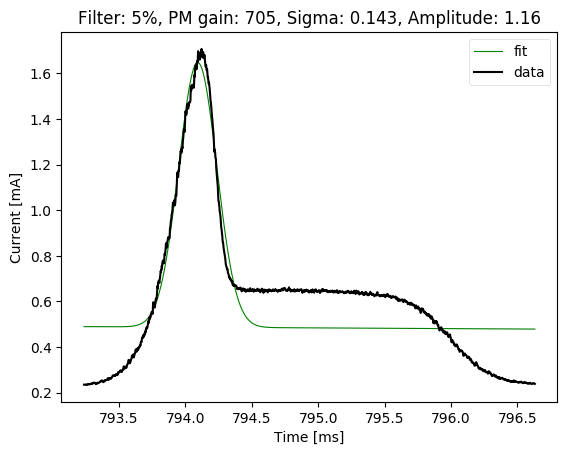 Filter: 5%, PM gain: 705, Sigma: 0.143, Amplitude: 1.16
fit
data
1.6
1.4
1.2
1.0
0.8
0.6
0.4
0.2
Current [mA]
793.5 794.0 794.5 795.0 795.5 796.0 796.5
Time [ms]